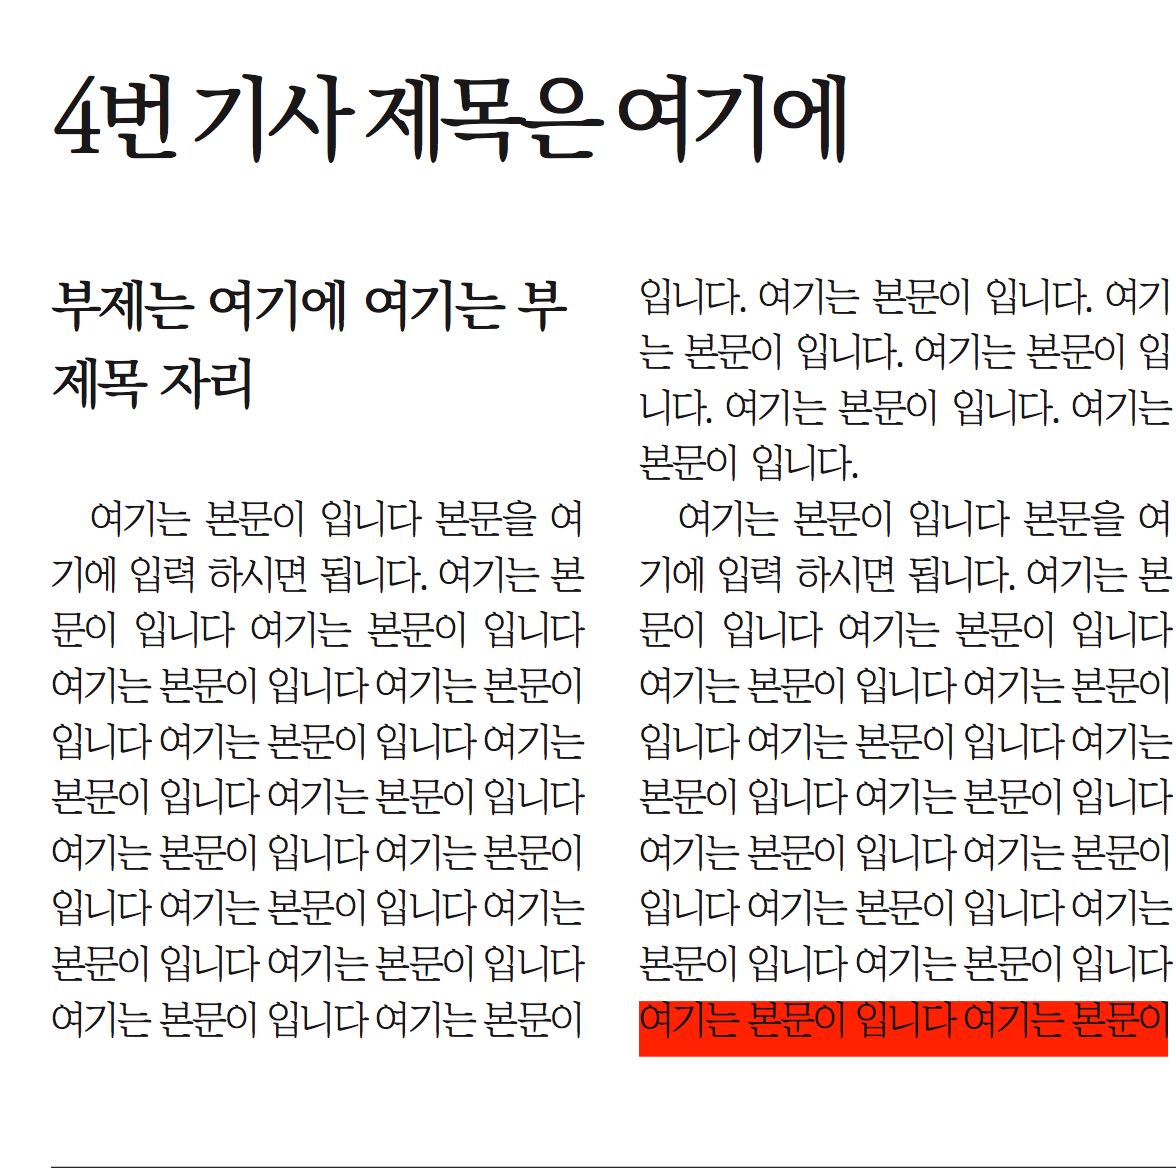 4번 기사 제목은 여기에
부제는 여기에 여기는 부
제목 자리
여기는 본문이 입니다 본문을 여
기에 입력 하시면 됩니다. 여기는 본
문이 입니다 여기는 본문이 입니다
여기는 본문이 입니다 여기는 본문이
입니다 여기는 본문이 입니다 여기는
본문이 입니다 여기는 본문이 입니다
여기는 본문이 입니다 여기는 본문이
입니다 여기는 본문이 입니다 여기는
본문이 입니다 여기는 본문이 입니다
여기는 본문이 입니다 여기는 본문이
입니다. 여기는 본문이 입니다. 여기
는 본문이 입니다. 여기는 본문이 입
니다. 여기는 본문이 입니다. 여기는
본문이 입니다.
여기는 본문이 입니다 본문을 여
기에 입력 하시면 됩니다. 여기는 본
문이 입니다 여기는 본문이 입니다
여기는 본문이 입니다 여기는 본문이
입니다 여기는 본문이 입니다 여기는
본문이 입니다 여기는 본문이 입니다
여기는 본문이 입니다 여기는 본문이
입니다 여기는 본문이 입니다 여기는
본문이 입니다 여기는 본문이 입니다
여기는 본문이 입니다 여기는 본문이